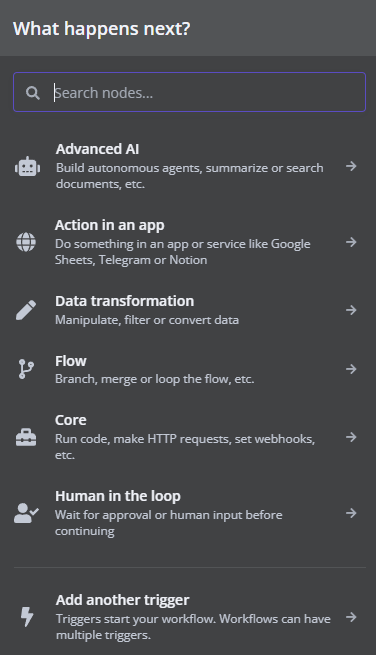 What happens next?
Search nodes...
Advanced AI
Build autonomous agents, summarize or search
documents, etc.
Action in an app
Do something in an app or service like Google
Sheets, Telegram or Notion
Data transformation
Manipulate, filter or convert data
Flow
Branch, merge or loop the flow, etc.
Core
Run code, make HTTP requests, set webhooks,
etc.
Human in the loop
Wait for approval or human input before
continuing
Add another trigger
Triggers start your workflow. Workflows can have
multiple triggers.